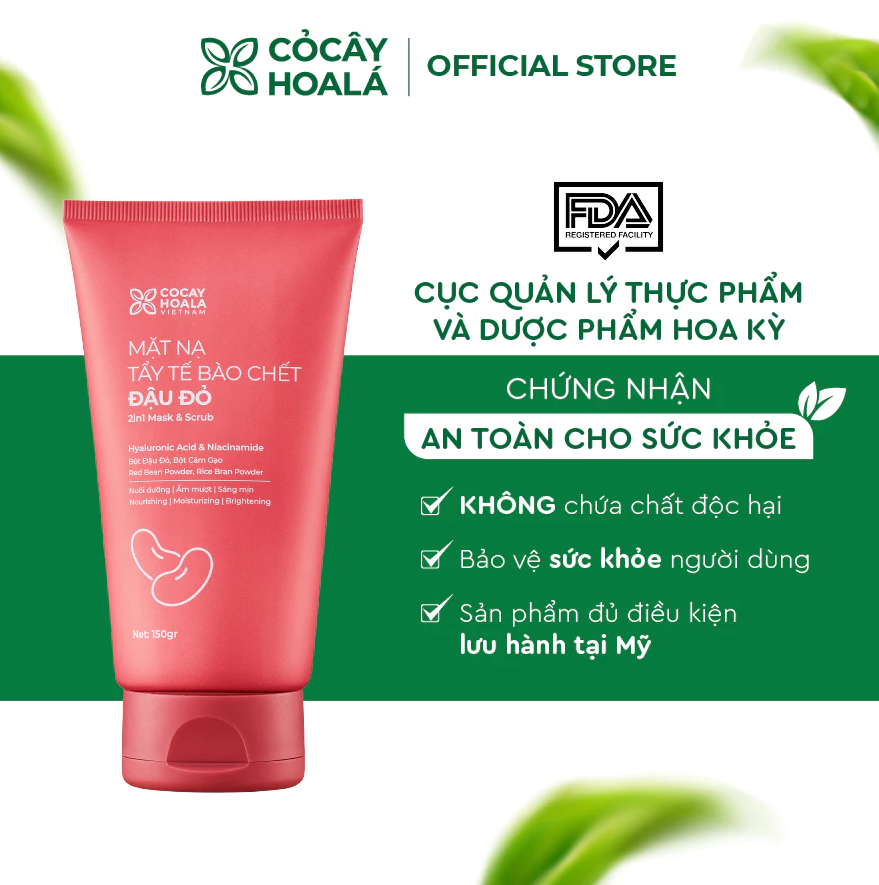 CỎCÂY
HOALÁ
OFFICIAL STORE
FDA
REGISTERED FACILITY
CỤC QUẢN LÝ THỰC PHẨM
VÀ DƯỢC PHẨM HOA KỲ
CHỨNG NHẬN
AN TOÀN CHO SỨC KHỎE
KHÔNG chứa chất độc hại
Bảo vệ sức khỏe người dùng
Sản phẩm đủ điều kiện
lưu hành tại Mỹ
COCAY
HOALA
VIETNAM
MẶT NẠ
TẨY TẾ BÀO CHẾT
ĐẬU ĐỎ
2in1 Mask & Scrub
Hyaluronic Acid & Niacinamide
Bột Đậu Đỏ, Bột Cám Gạo
Red Bean Powder, Rice Bran Powder
Nuôi dưỡng | Ẩm mượt | Sáng mịn
Nourishing | Moisturizing | Brightening
Net: 150gr